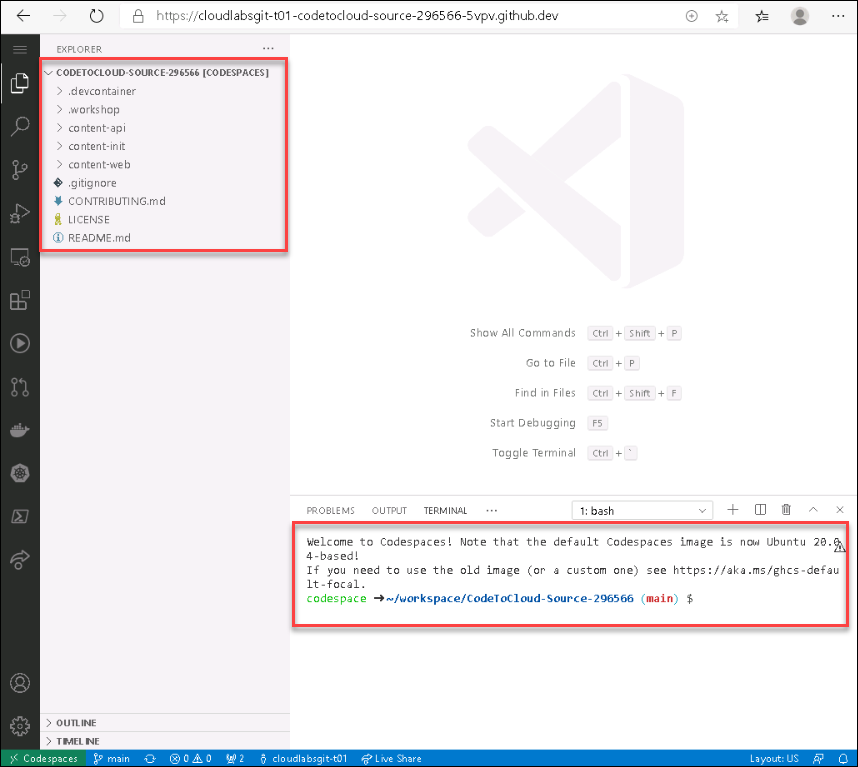 https://cloudlabsgit-t01-codetocloud-source-296566-5vpv.github.dev
EXPLORER
CODETOCLOUD-SOURCE-296566 [CODESPACES]
.devcontainer
.workshop
content-api
content-init
content-web
.gitignore
CONTRIBUTING.md
LICENSE
README.md
Show All Commands Ctrl + Shift + P
Go to File Ctrl + P
Find in Files Ctrl + Shift + F
Start Debugging F5
Toggle Terminal Ctrl + `
PROBLEMS OUTPUT TERMINAL ··· 1: bash
Welcome to Codespaces! Note that the default Codespaces image is now Ubuntu 20.0
4-based!
If you need to use the old image (or a custom one) see https://aka.ms/ghcs-defau
lt-focal.
codespace ➜ ~/workspace/CodeToCloud-Source-296566 (main) $
OUTLINE
TIMELINE
Codespaces main 0 0 2 cloudlabsgit-t01 Live Share Layout: US